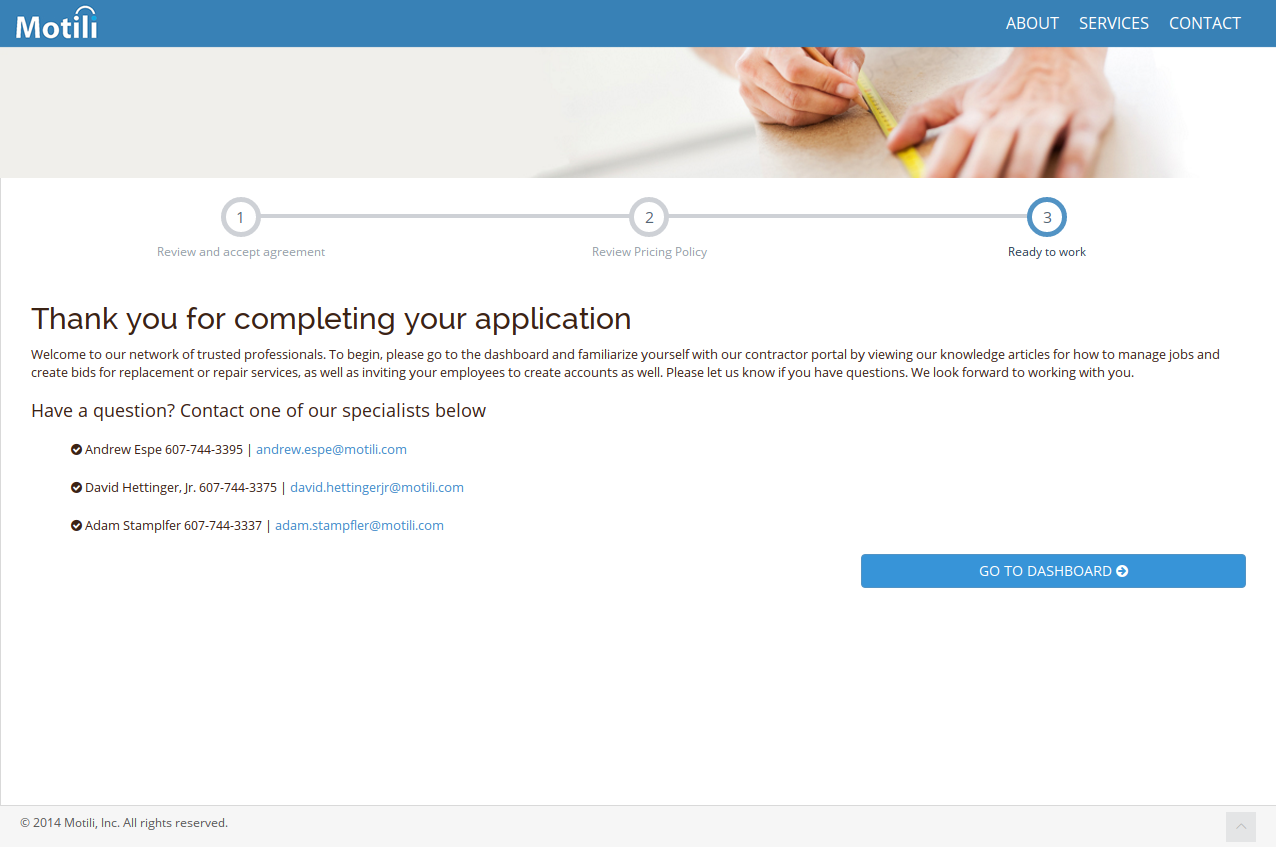 Motili
ABOUT SERVICES CONTACT
1 2 3
Review and accept agreement Review Pricing Policy Ready to work
Thank you for completing your application
Welcome to our network of trusted professionals. To begin, please go to the dashboard and familiarize yourself with our contractor portal by viewing our knowledge articles for how to manage jobs and
create bids for replacement or repair services, as well as inviting your employees to create accounts as well. Please let us know if you have questions. We look forward to working with you.
Have a question? Contact one of our specialists below
Andrew Espe 607-744-3395 | andrew.espe@motili.com
David Hettinger, Jr. 607-744-3375 | david.hettingerjr@motili.com
Adam Stamplfer 607-744-3337 | adam.stampfler@motili.com
GO TO DASHBOARD
© 2014 Motili, Inc. All rights reserved.